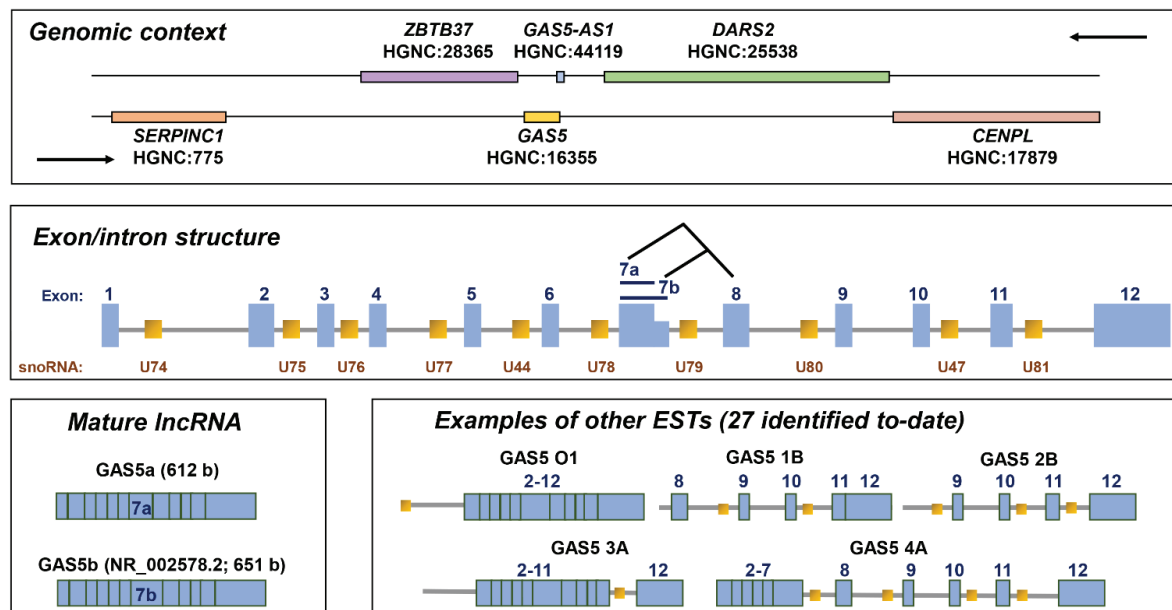 Genomic context
ZBTB37 GAS5-AS1 DARS2
HGNC:28365 HGNC:44119 HGNC:25538
SERPINC1 GAS5 CENPL
HGNC:775 HGNC:16355 HGNC:17879
Exon/intron structure
7a
7b
Exon: 1 2 3 4 5 6 8 9 10 11 12
snoRNA: U74 U75 U76 U77 U44 U78 U79 U80 U47 U81
Mature lncRNA
GAS5a (612 b)
7a
GAS5b (NR_002578.2; 651 b)
7b
Examples of other ESTs (27 identified to-date)
GAS5 O1 GAS5 1B GAS5 2B
2-12 8 9 10 11 12 9 10 11 12
GAS5 3A GAS5 4A
2-11 12 2-7 8 9 10 11 12